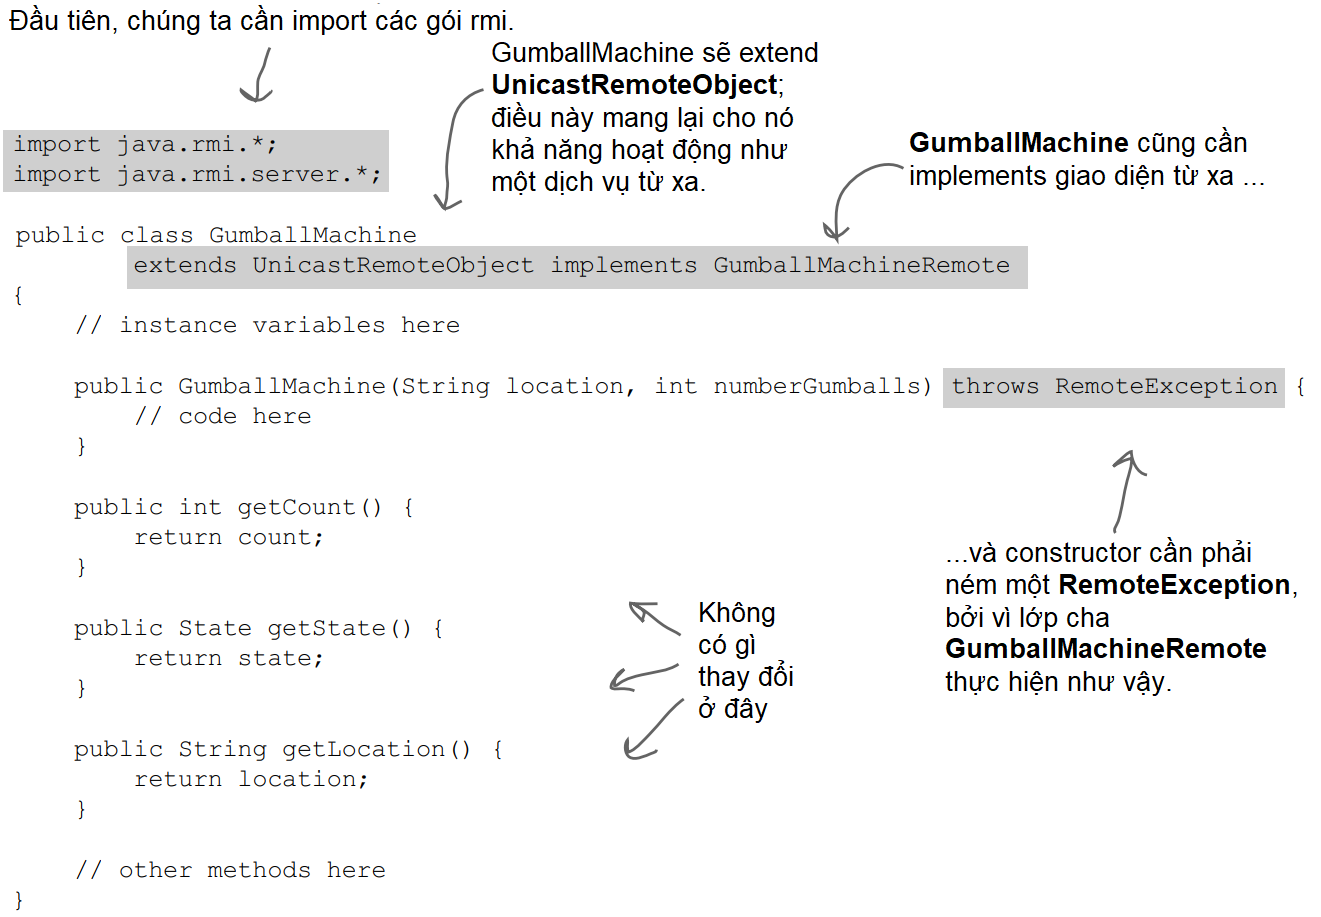 Đầu tiên, chúng ta cần import các gói rmi.
GumballMachine sẽ extend
UnicastRemoteObject;
điều này mang lại cho nó
khả năng hoạt động như
một dịch vụ từ xa.
GumballMachine cũng cần
implements giao diện từ xa ...
import java.rmi.*;
import java.rmi.server.*;
public class GumballMachine
extends UnicastRemoteObject implements GumballMachineRemote
{
// instance variables here
public GumballMachine(String location, int numberGumballs) throws RemoteException {
// code here
}
public int getCount() {
return count;
}
public State getState() {
return state;
}
public String getLocation() {
return location;
}
// other methods here
}
...và constructor cần phải
ném một RemoteException,
bởi vì lớp cha
GumballMachineRemote
thực hiện như vậy.
Không
có gì
thay đổi
ở đây